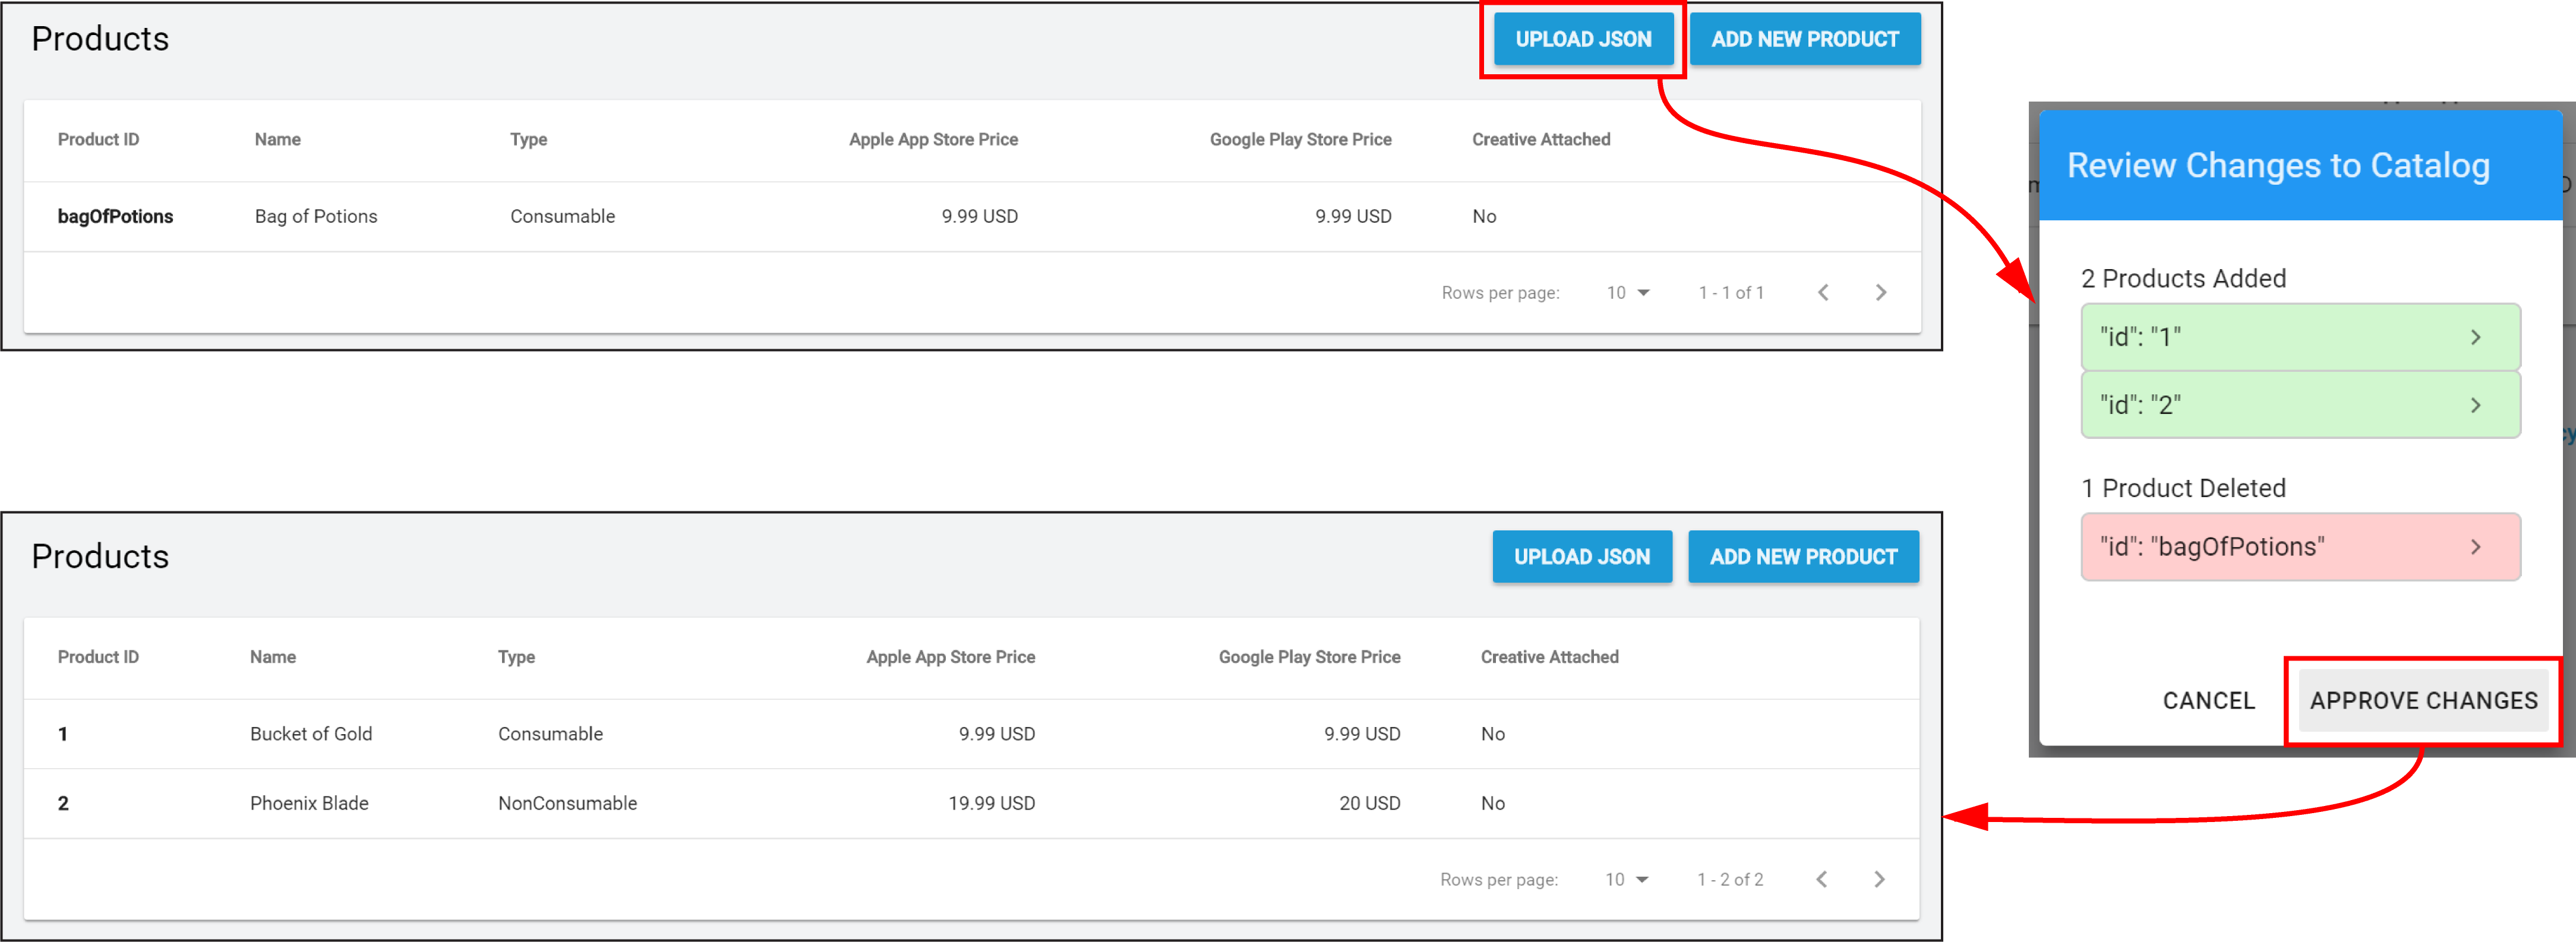 Products
UPLOAD JSON ADD NEW PRODUCT
Product ID Name Type Apple App Store Price Google Play Store Price Creative Attached
bagOfPotions Bag of Potions Consumable 9.99 USD 9.99 USD No
Rows per page: 10 1 - 1 of 1
Review Changes to Catalog
2 Products Added
"id": "1"
"id": "2"
1 Product Deleted
"id": "bagOfPotions"
CANCEL APPROVE CHANGES
Products
UPLOAD JSON ADD NEW PRODUCT
Product ID Name Type Apple App Store Price Google Play Store Price Creative Attached
1 Bucket of Gold Consumable 9.99 USD 9.99 USD No
2 Phoenix Blade NonConsumable 19.99 USD 20 USD No
Rows per page: 10 1 - 2 of 2